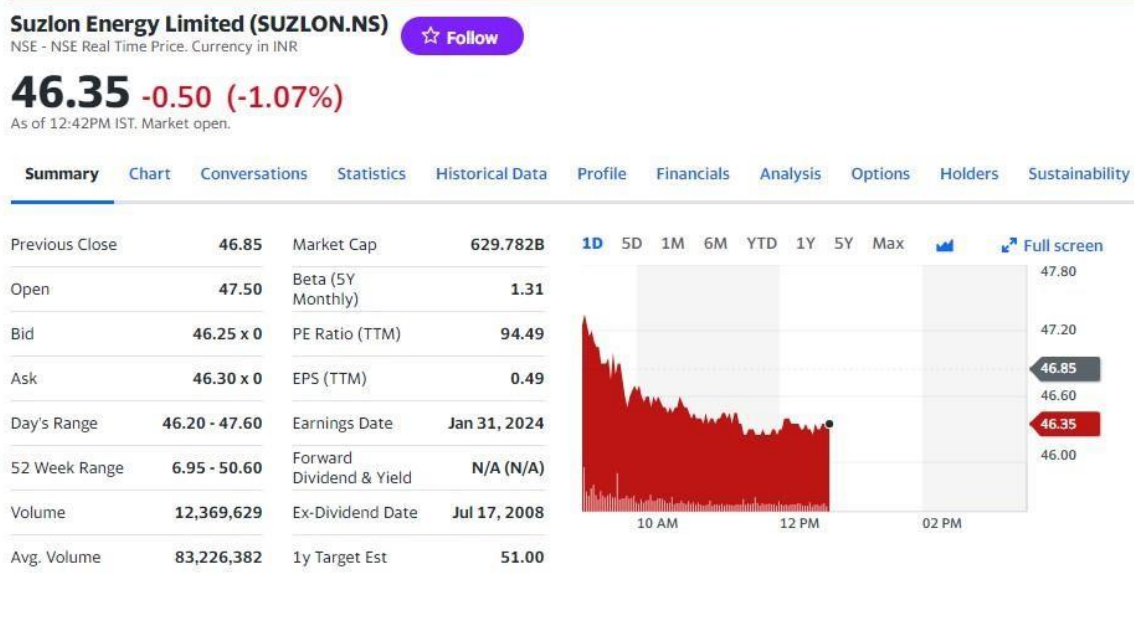 Suzlon Energy Limited (SUZLON.NS)
Follow
NSE - NSE Real Time Price. Currency in INR
46.35 -0.50 (-1.07%)
As of 12:42PM IST. Market open.
Summary Chart Conversations Statistics Historical Data Profile Financials Analysis Options Holders Sustainability
Previous Close 46.85
Open 47.50
Bid 46.25 x 0
Ask 46.30 x 0
Day's Range 46.20 - 47.60
52 Week Range 6.95 - 50.60
Volume 12,369,629
Avg. Volume 83,226,382
Market Cap 629.782B
Beta (5Y
Monthly) 1.31
PE Ratio (TTM) 94.49
EPS (TTM) 0.49
Earnings Date Jan 31, 2024
Forward
Dividend & Yield N/A (N/A)
Ex-Dividend Date Jul 17, 2008
1y Target Est 51.00
1D 5D 1M 6M YTD 1Y 5Y Max Full screen
47.80
47.20
46.85
46.60
46.35
46.00
10 AM 12 PM 02 PM